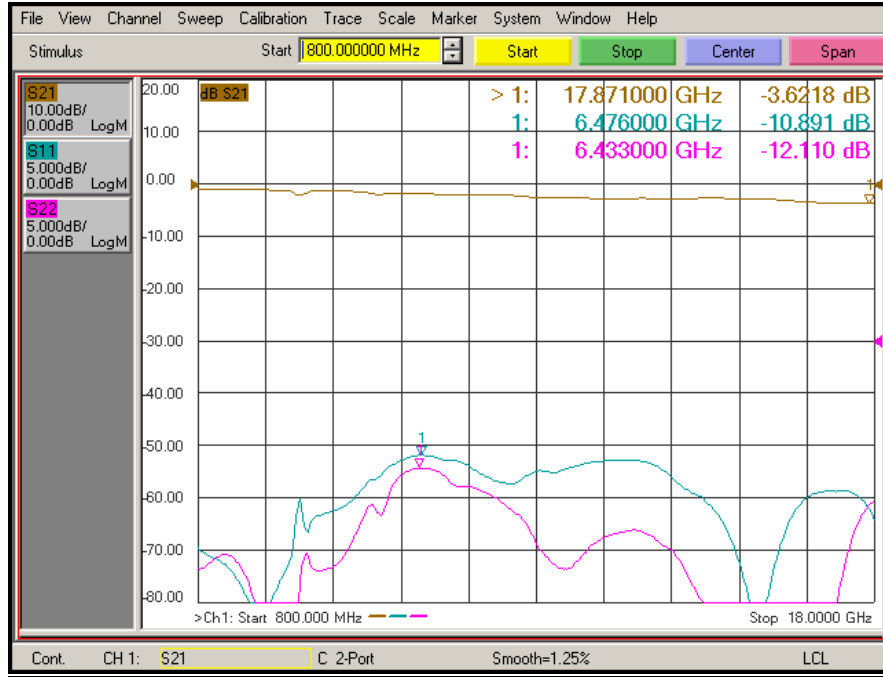 File View Channel Sweep Calibration Trace Scale Marker System Window Help
Stimulus Start 800.000000 MHz Start Stop Center Span
S21
10.00dB/
0.00dB LogM
S11
5.000dB/
0.00dB LogM
S22
5.000dB/
0.00dB LogM
dB S21
> 1: 17.871000 GHz -3.6218 dB
1: 6.476000 GHz -10.891 dB
1: 6.433000 GHz -12.110 dB
20.00
10.00
0.00
-10.00
-20.00
-30.00
-40.00
-50.00
-60.00
-70.00
-80.00
1
1
>Ch1: Start 800.000 MHz
Stop 18.0000 GHz
Cont. CH 1: S21 C 2-Port Smooth=1.25% LCL